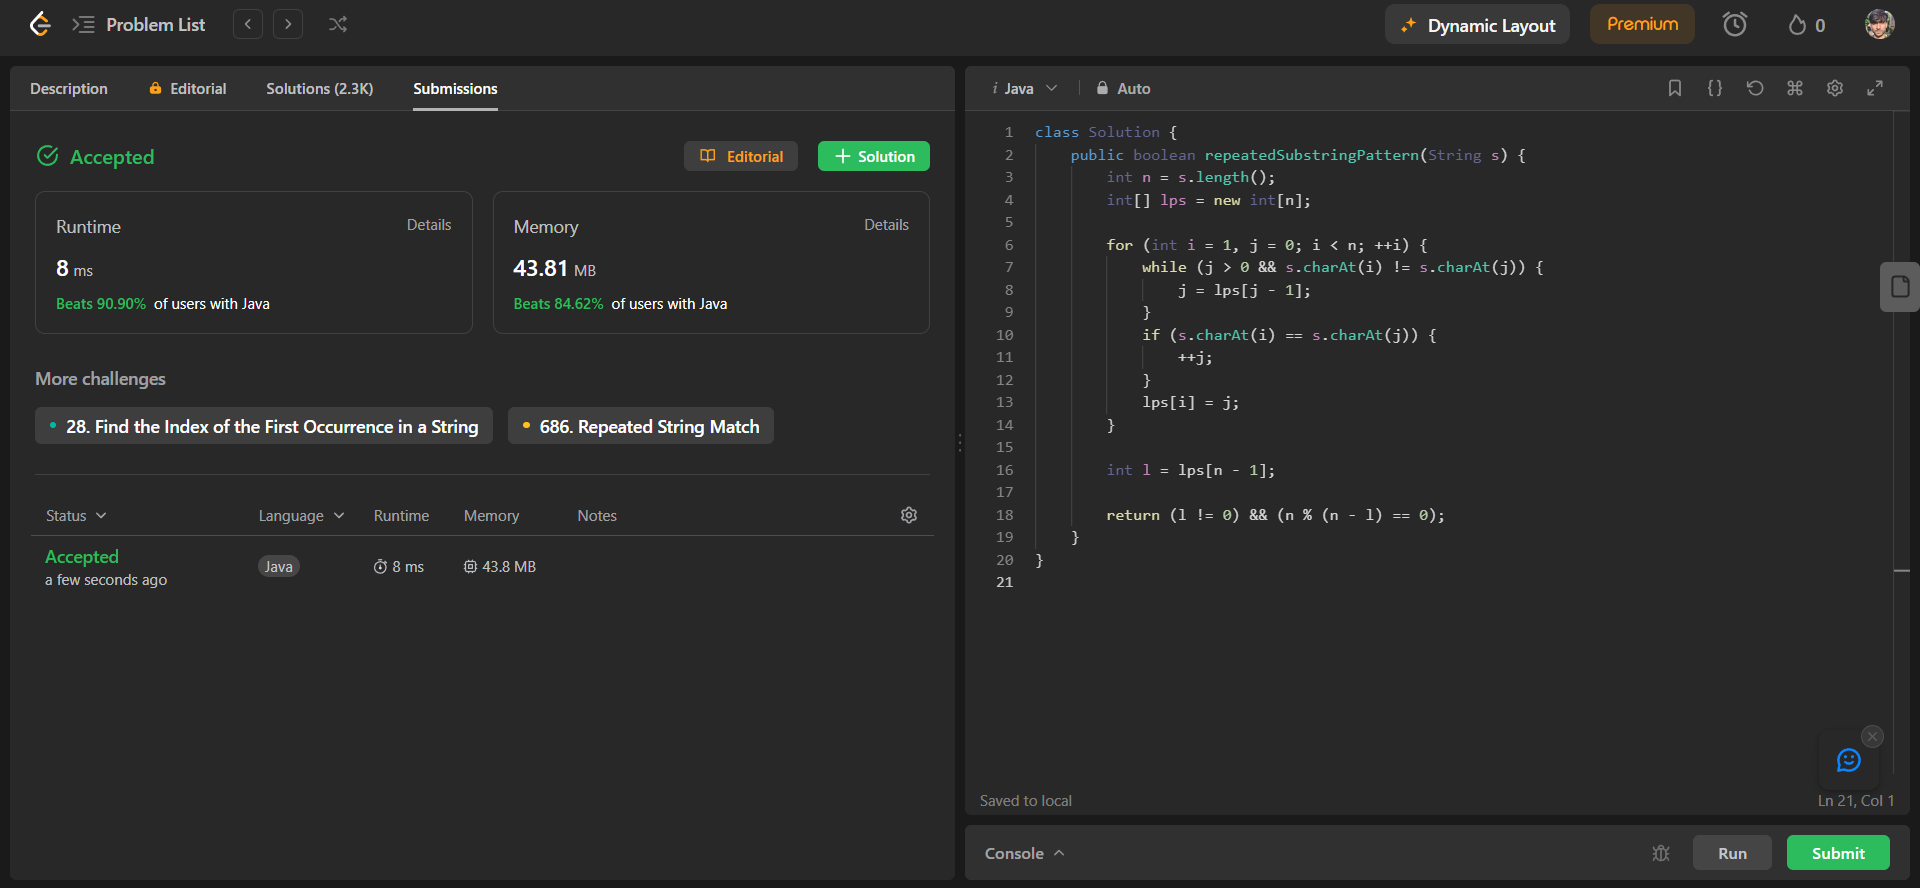 Problem List
Dynamic Layout
Premium
0
Description
Editorial
Solutions (2.3K)
Submissions
Accepted
Editorial
Solution
Runtime
Details
8 ms
Beats 90.90% of users with Java
Memory
Details
43.81 MB
Beats 84.62% of users with Java
More challenges
28. Find the Index of the First Occurrence in a String
686. Repeated String Match
Status Language Runtime Memory Notes
Accepted
a few seconds ago
Java
8 ms
43.8 MB
i Java
Auto
1 class Solution {
2     public boolean repeatedSubstringPattern(String s) {
3         int n = s.length();
4         int[] lps = new int[n];
5
6         for (int i = 1, j = 0; i < n; ++i) {
7             while (j > 0 && s.charAt(i) != s.charAt(j)) {
8                 j = lps[j - 1];
9             }
10             if (s.charAt(i) == s.charAt(j)) {
11                 ++j;
12             }
13             lps[i] = j;
14         }
15
16         int l = lps[n - 1];
17
18         return (l != 0) && (n % (n - l) == 0);
19     }
20 }
21
Saved to local
Ln 21, Col 1
Console
Run
Submit